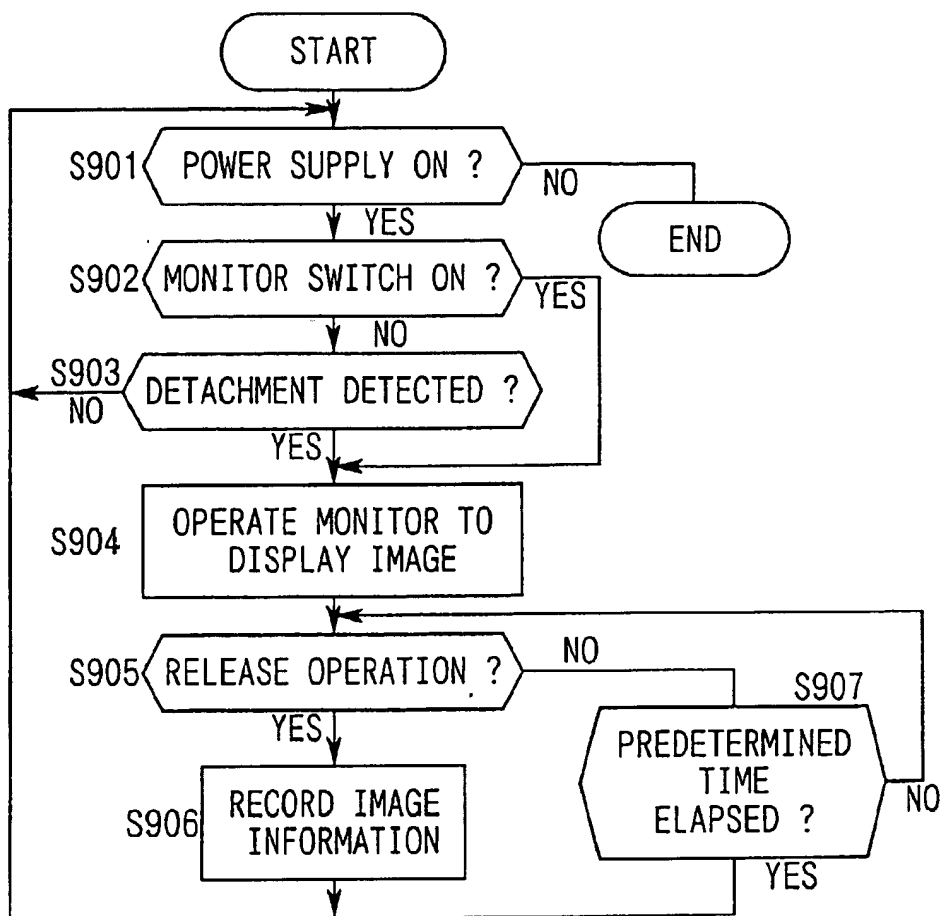 START
S901
POWER SUPPLY ON ?
NO
YES
END
S902
MONITOR SWITCH ON ?
YES
NO
S903
DETACHMENT DETECTED ?
NO
YES
S904
OPERATE MONITOR TO
DISPLAY IMAGE
S905
RELEASE OPERATION ?
NO
YES
S907
PREDETERMINED
TIME
ELAPSED ?
NO
YES
S906
RECORD IMAGE
INFORMATION